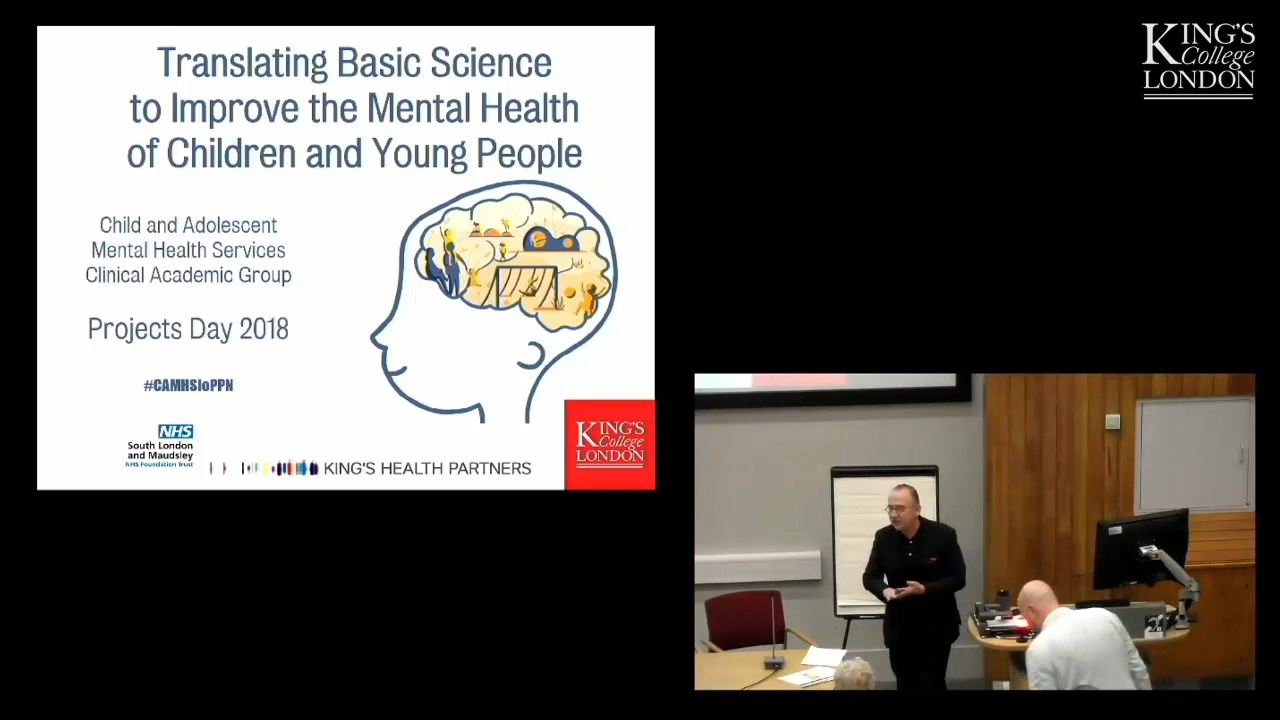 Translating Basic Science
to Improve the Mental Health
of Children and Young People
Child and Adolescent
Mental Health Services
Clinical Academic Group
Projects Day 2018
#CAMHSIoPPN
NHS
South London
and Maudsley
NHS Foundation Trust
KING'S HEALTH PARTNERS
KING'S
College
LONDON
KING'S
College
LONDON